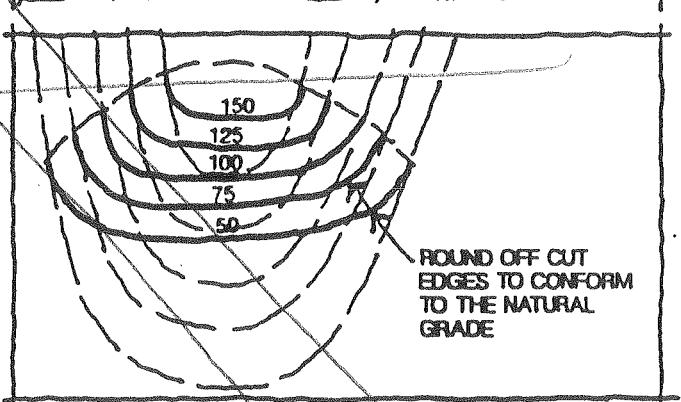 150
125
100
75
50
ROUND OFF CUT
EDGES TO CONFORM
TO THE NATURAL
GRADE